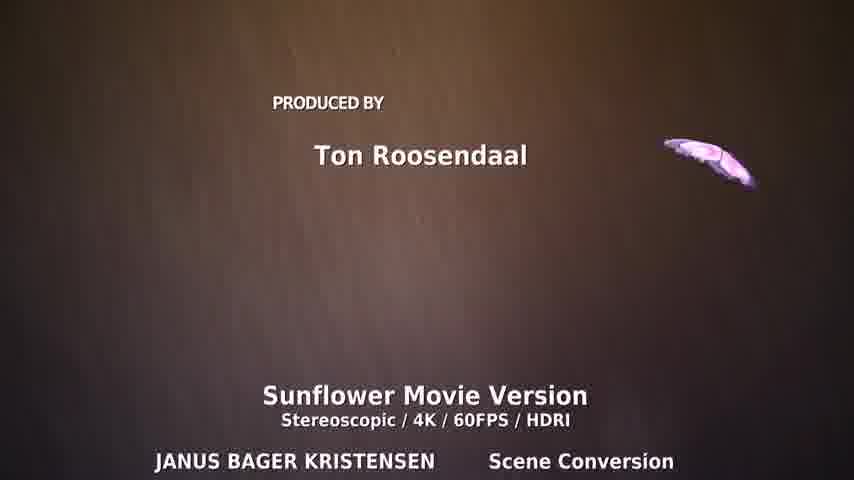 PRODUCED BY
Ton Roosendaal
Sunflower Movie Version
Stereoscopic / 4K / 60FPS / HDRI
JANUS BAGER KRISTENSEN Scene Conversion